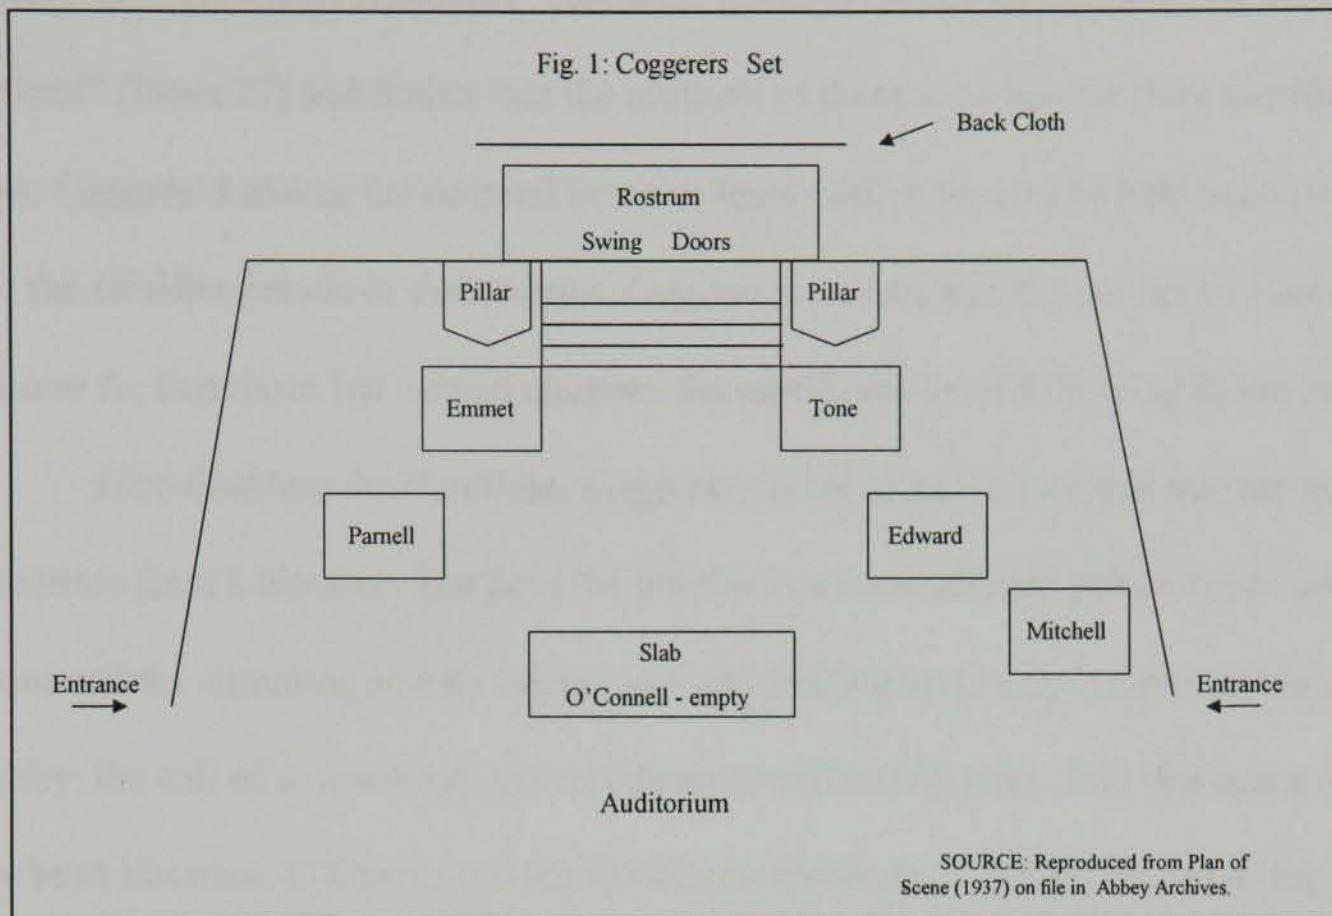 Fig. 1: Coggerers Set
Back Cloth
Rostrum
Swing Doors
Pillar
Pillar
Emmet
Tone
Parnell
Edward
Mitchell
Slab
O'Connell - empty
Entrance
Entrance
Auditorium
SOURCE: Reproduced from Plan of
Scene (1937) on file in Abbey Archives.